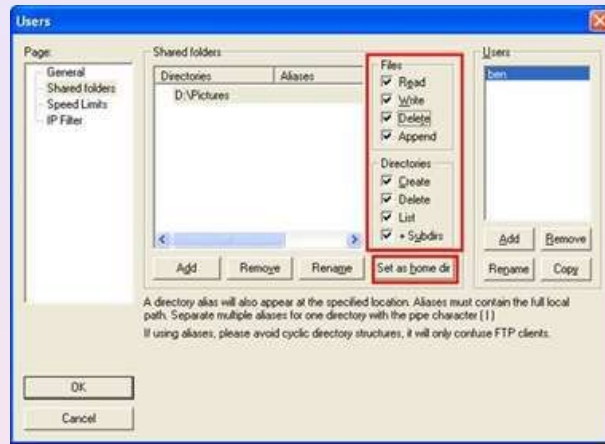 Users
Page:
General
Shared folders
Speed Limits
IP Filter
OK
Cancel
Shared folders
Directories
Aliases
D:\Pictures
Add
Remove
Rename
Files
Read
Write
Delete
Append
Directories
Create
Delete
List
+ Subdirs
Set as home dir
Users
ben
Add
Remove
Rename
Copy
A directory alias will also appear at the specified location. Aliases must contain the full local
path. Separate multiple aliases for one directory with the pipe character ( | )
If using aliases, please avoid cyclic directory structures, it will only confuse FTP clients.